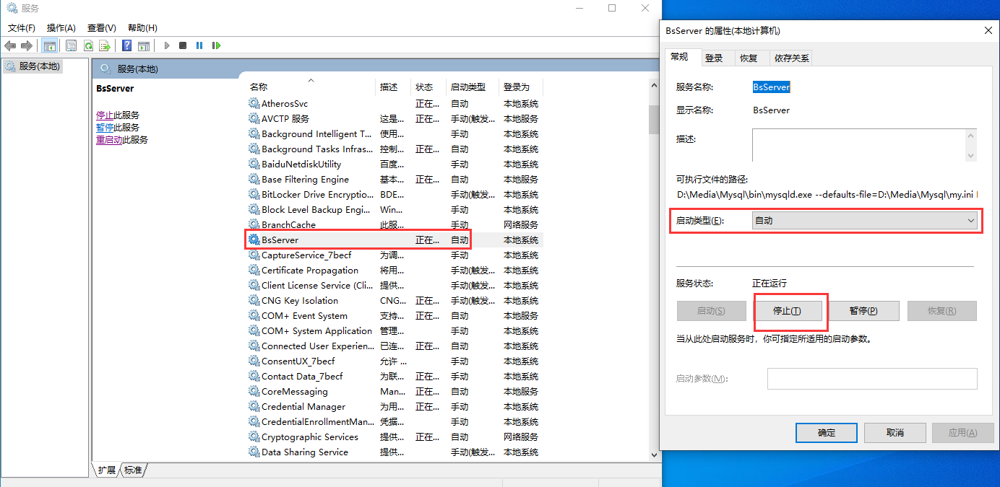 服务
文件(F) 操作(A) 查看(V) 帮助(H)
服务(本地)
服务(本地)
BsServer
停止此服务
暂停此服务
重启动此服务
名称 描述 状态 启动类型 登录为
AtherosSvc 正在... 自动 本地系统
AVCTP 服务 这是... 正在... 手动(触发... 本地服务
Background Intelligent T... 使用... 手动 本地系统
Background Tasks Infras... 控制... 正在... 自动 本地系统
BaiduNetdiskUtility 百度... 手动 本地系统
Base Filtering Engine 基本... 正在... 自动 本地服务
BitLocker Drive Encryptio... BDE... 手动(触发... 本地系统
Block Level Backup Engi... Win... 手动 本地系统
BranchCache 此服... 手动 网络服务
BsServer 正在... 自动 本地系统
CaptureService_7becf 为调... 手动 本地系统
Certificate Propagation 将用... 手动(触发... 本地系统
Client License Service (Cli... 提供... 手动(触发... 本地系统
CNG Key Isolation CNG... 正在... 手动(触发... 本地系统
COM+ Event System 支持... 正在... 自动 本地服务
COM+ System Application 管理... 手动 本地系统
Connected User Experien... 已连... 正在... 自动 本地系统
ConsentUX_7becf 允许 ... 手动 本地系统
Contact Data_7becf 为联... 正在... 手动 本地系统
CoreMessaging Man... 正在... 自动 本地服务
Credential Manager 为用... 正在... 手动 本地系统
CredentialEnrollmentMan... 凭据... 手动 本地系统
Cryptographic Services 提供... 正在... 自动 网络服务
Data Sharing Service 提供... 手动(触发... 本地系统
扩展 标准
BsServer 的属性(本地计算机)
常规 登录 恢复 依存关系
服务名称: BsServer
显示名称: BsServer
描述:
可执行文件的路径:
D:\Media\Mysql\bin\mysqld.exe --defaults-file=D:\Media\Mysql\my.ini
启动类型(E): 自动
服务状态: 正在运行
启动(S) 停止(T) 暂停(P) 恢复(R)
当从此处启动服务时，你可指定所适用的启动参数。
启动参数(M):
确定 取消 应用(A)